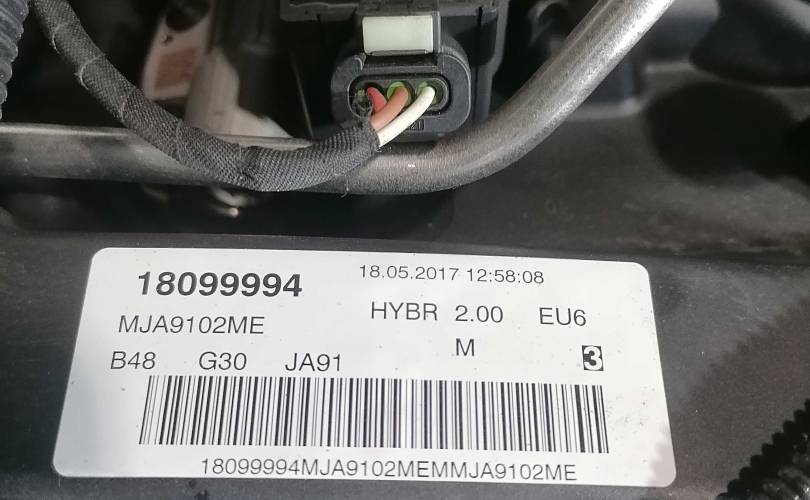 18099994 18.05.2017 12:58:08
MJA9102ME HYBR 2.00 EU6
B48 G30 JA91 M 3
18099994MJA9102MEMMJA9102ME